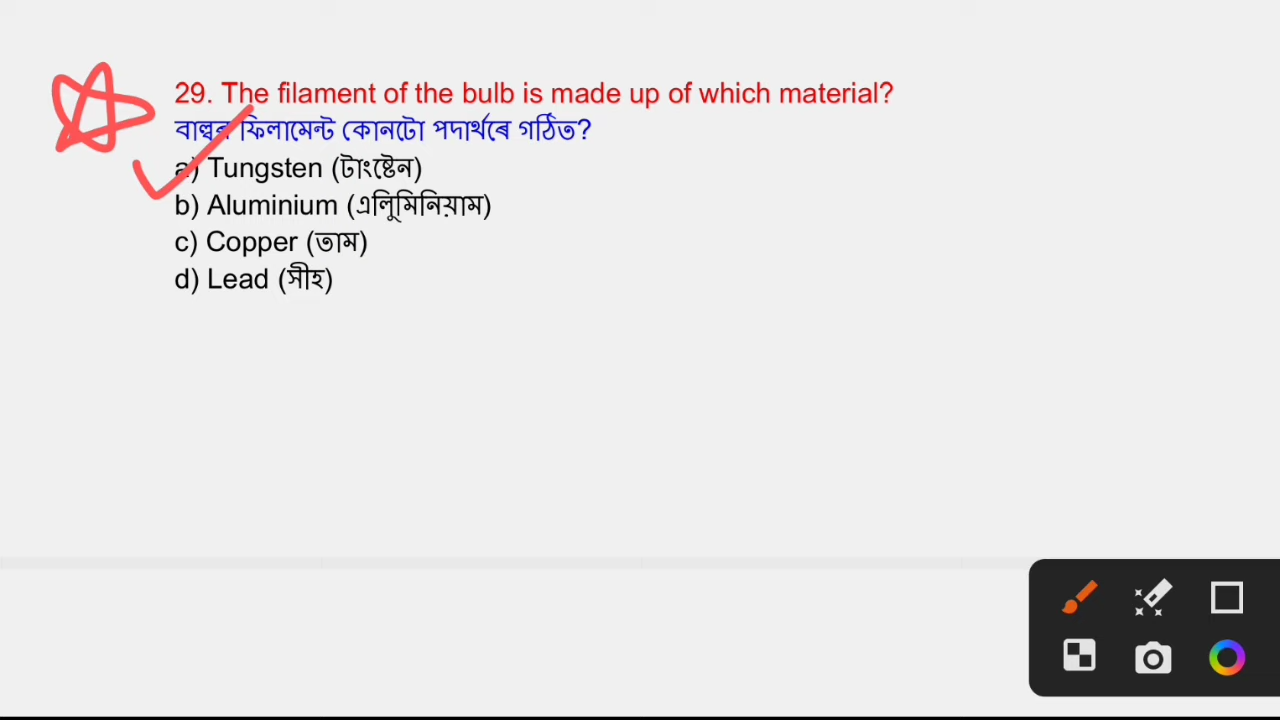 29. The filament of the bulb is made up of which material?
বাল্বৰ ফিলামেন্ট কোনটো পদাৰ্থৰে গঠিত?
a) Tungsten (টাংষ্টেন)
b) Aluminium (এলিুমিনিয়াম)
c) Copper (তাম)
d) Lead (সীহ)